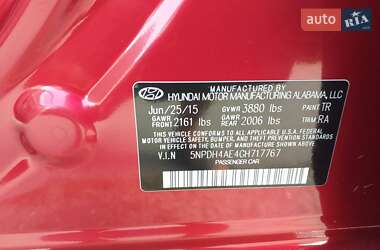 auto RIA
MANUFACTURED BY
HYUNDAI MOTOR MANUFACTURING ALABAMA, LLC
Jun/25/15 GVWR 3880 lbs PAINT TR
GAWR FRONT 2161 lbs GAWR REAR 2006 lbs TRIM RA
THIS VEHICLE CONFORMS TO ALL APPLICABLE U.S. FEDERAL MOTOR
VEHICLE SAFETY, BUMPER, AND THEFT PREVENTION STANDARDS IN
EFFECT ON THE DATE OF MANUFACTURE SHOWN ABOVE.
V.I.N 5NPDH4AE4GH717767
PASSENGER CAR